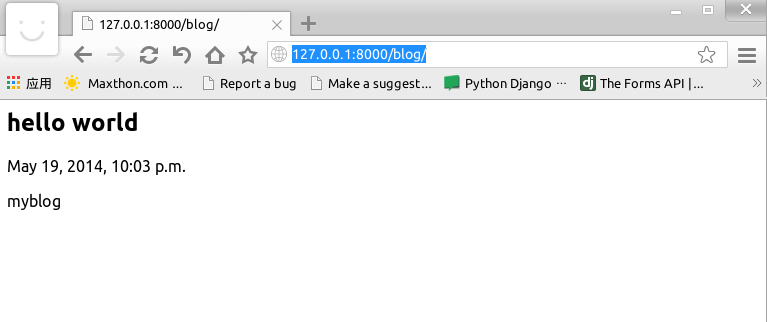 127.0.0.1:8000/blog/
127.0.0.1:8000/blog/
应用 Maxthon.com ... Report a bug Make a suggest... Python Django ... dj The Forms API |... »
hello world
May 19, 2014, 10:03 p.m.
myblog